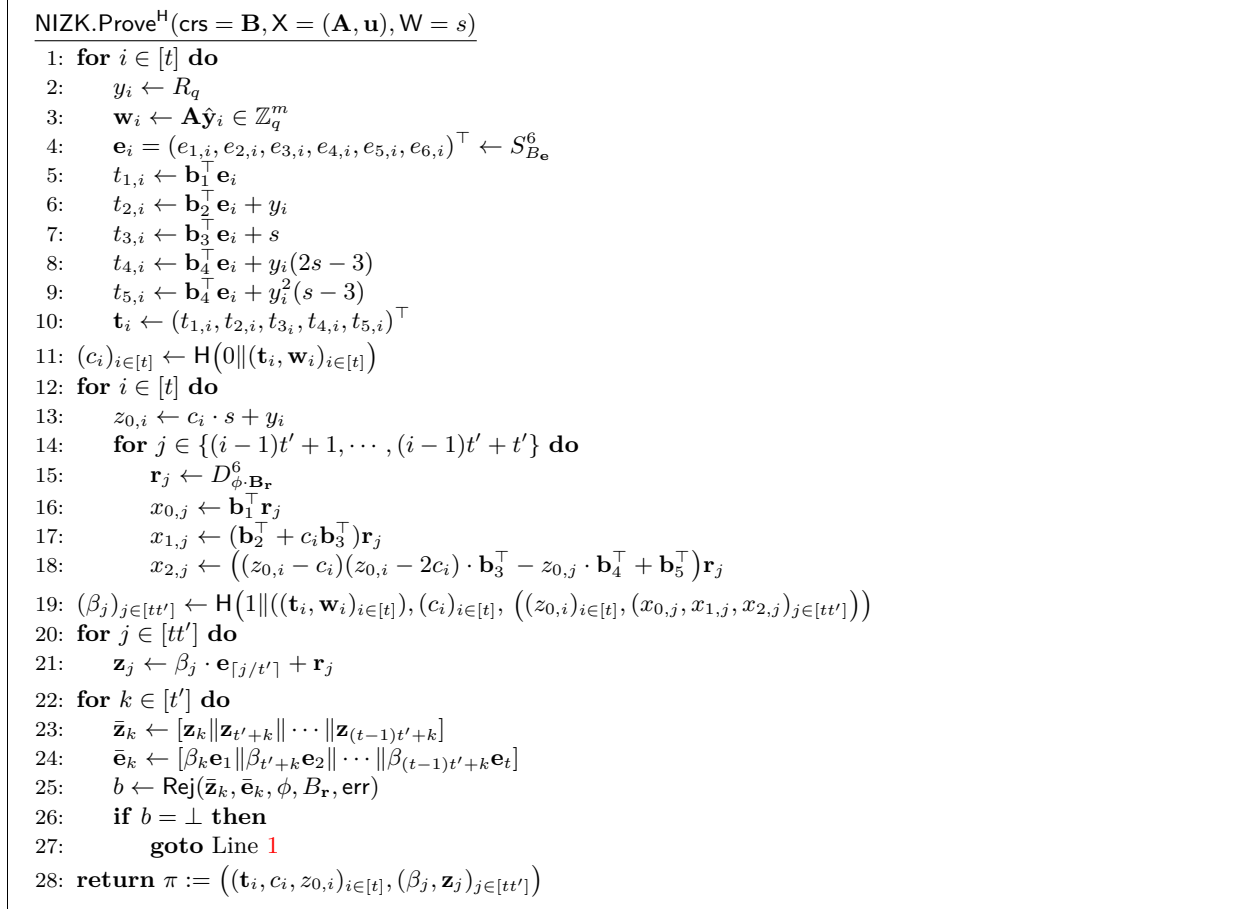 NIZK.Prove^H(crs = B, X = (A, u), W = s)
1: for i ∈ [t] do
2: y_i ← R_q
3: w_i ← Aŷ_i ∈ ℤ_q^m
4: e_i = (e_{1,i}, e_{2,i}, e_{3,i}, e_{4,i}, e_{5,i}, e_{6,i})^⊤ ← S^6_{B_e}
5: t_{1,i} ← b_1^⊤ e_i
6: t_{2,i} ← b_2^⊤ e_i + y_i
7: t_{3,i} ← b_3^⊤ e_i + s
8: t_{4,i} ← b_4^⊤ e_i + y_i(2s − 3)
9: t_{5,i} ← b_4^⊤ e_i + y_i^2(s − 3)
10: t_i ← (t_{1,i}, t_{2,i}, t_{3_i}, t_{4,i}, t_{5,i})^⊤
11: (c_i)_{i∈[t]} ← H(0‖(t_i, w_i)_{i∈[t]})
12: for i ∈ [t] do
13: z_{0,i} ← c_i · s + y_i
14: for j ∈ {(i − 1)t′ + 1, ⋯ , (i − 1)t′ + t′} do
15: r_j ← D^6_{ϕ·B_r}
16: x_{0,j} ← b_1^⊤ r_j
17: x_{1,j} ← (b_2^⊤ + c_i b_3^⊤)r_j
18: x_{2,j} ← ((z_{0,i} − c_i)(z_{0,i} − 2c_i) · b_3^⊤ − z_{0,j} · b_4^⊤ + b_5^⊤)r_j
19: (β_j)_{j∈[tt′]} ← H(1‖((t_i, w_i)_{i∈[t]}), (c_i)_{i∈[t]}, ((z_{0,i})_{i∈[t]}, (x_{0,j}, x_{1,j}, x_{2,j})_{j∈[tt′]}))
20: for j ∈ [tt′] do
21: z_j ← β_j · e_{⌈j/t′⌉} + r_j
22: for k ∈ [t′] do
23: z̄_k ← [z_k‖z_{t′+k}‖ ⋯ ‖z_{(t−1)t′+k}]
24: ē_k ← [β_k e_1‖β_{t′+k} e_2‖ ⋯ ‖β_{(t−1)t′+k} e_t]
25: b ← Rej(z̄_k, ē_k, ϕ, B_r, err)
26: if b = ⊥ then
27: goto Line 1
28: return π := ((t_i, c_i, z_{0,i})_{i∈[t]}, (β_j, z_j)_{j∈[tt′]})